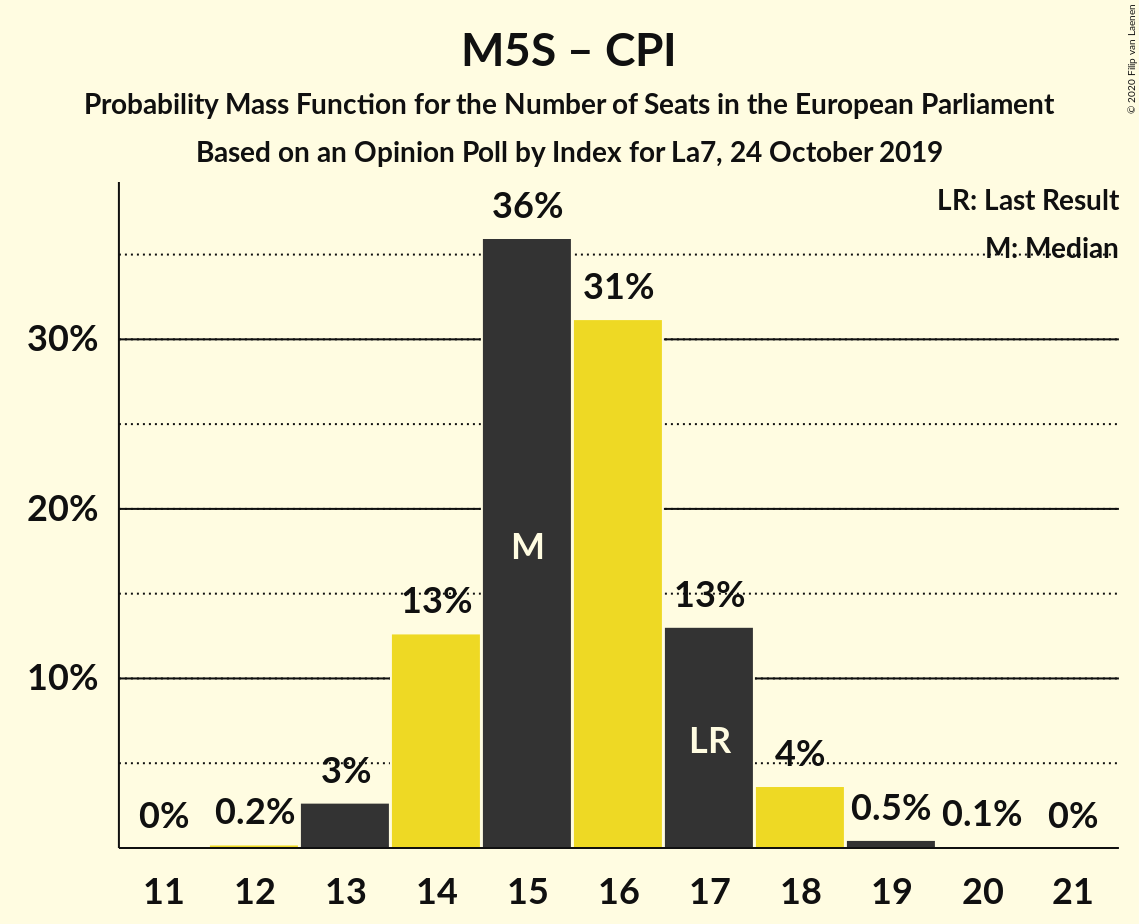 M5S – CPI
Probability Mass Function for the Number of Seats in the European Parliament
Based on an Opinion Poll by Index for La7, 24 October 2019
© 2020 Filip van Laenen
LR: Last Result
M: Median
36%
31%
30%
20%
M
13%
13%
10%
LR
4%
3%
0%
0.2%
0.5%
0.1%
0%
11 12 13 14 15 16 17 18 19 20 21